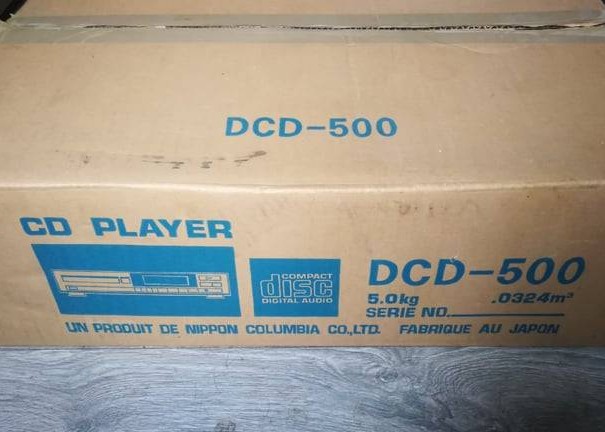 DCD-500
CD PLAYER
COMPACT
disc
DIGITAL AUDIO
DCD-500
5.0kg .0324m³
SERIE NO.
UN PRODUIT DE NIPPON COLUMBIA CO.,LTD. FABRIQUE AU JAPON